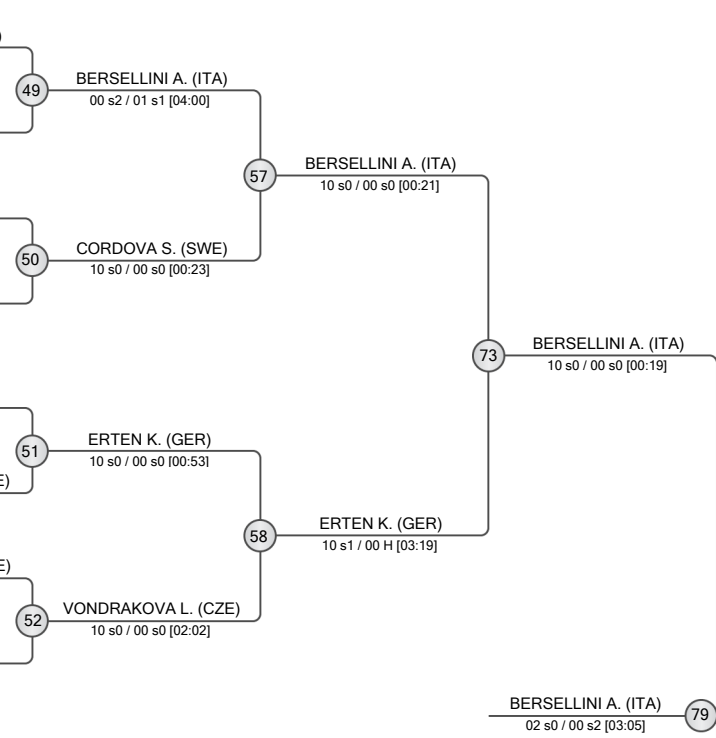 )
49
BERSELLINI A. (ITA)
00 s2 / 01 s1 [04:00]
57
BERSELLINI A. (ITA)
10 s0 / 00 s0 [00:21]
50
CORDOVA S. (SWE)
10 s0 / 00 s0 [00:23]
73
BERSELLINI A. (ITA)
10 s0 / 00 s0 [00:19]
51
ERTEN K. (GER)
10 s0 / 00 s0 [00:53]
E)
58
ERTEN K. (GER)
10 s1 / 00 H [03:19]
E)
52
VONDRAKOVA L. (CZE)
10 s0 / 00 s0 [02:02]
BERSELLINI A. (ITA)
02 s0 / 00 s2 [03:05]
79